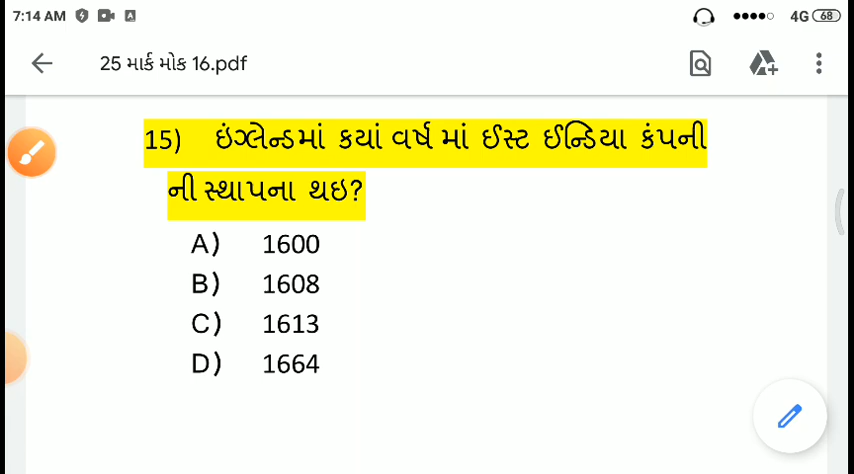 7:14 AM 4G 68
25 માર્ક મોક 16.pdf
15) ઇંગ્લેન્ડમાં કયાં વર્ષ માં ઈસ્ટ ઈન્ડિયા કંપની
ની સ્થાપના થઇ?
A) 1600
B) 1608
C) 1613
D) 1664